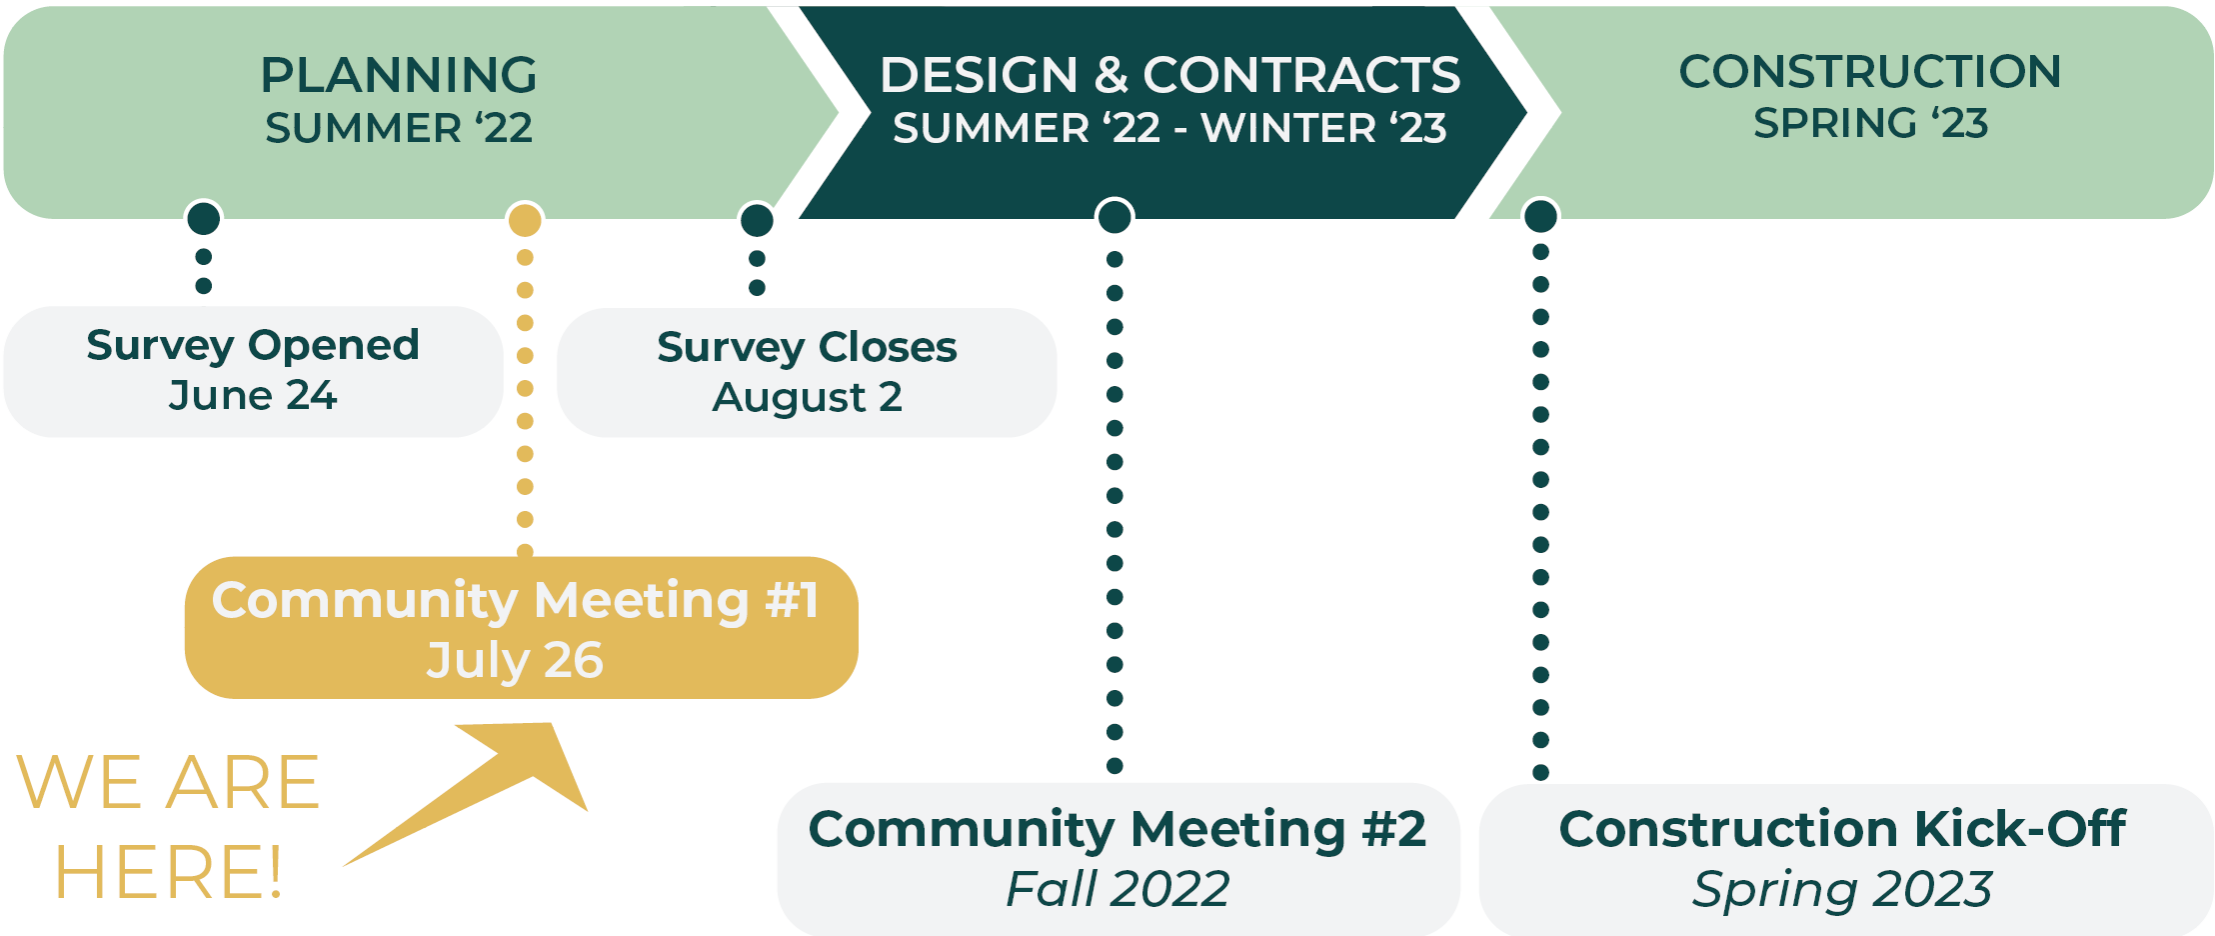 PLANNING
SUMMER ‘22
DESIGN & CONTRACTS
SUMMER ‘22 - WINTER ‘23
CONSTRUCTION
SPRING ‘23
Survey Opened
June 24
Survey Closes
August 2
Community Meeting #1
July 26
WE ARE
HERE!
Community Meeting #2
Fall 2022
Construction Kick-Off
Spring 2023